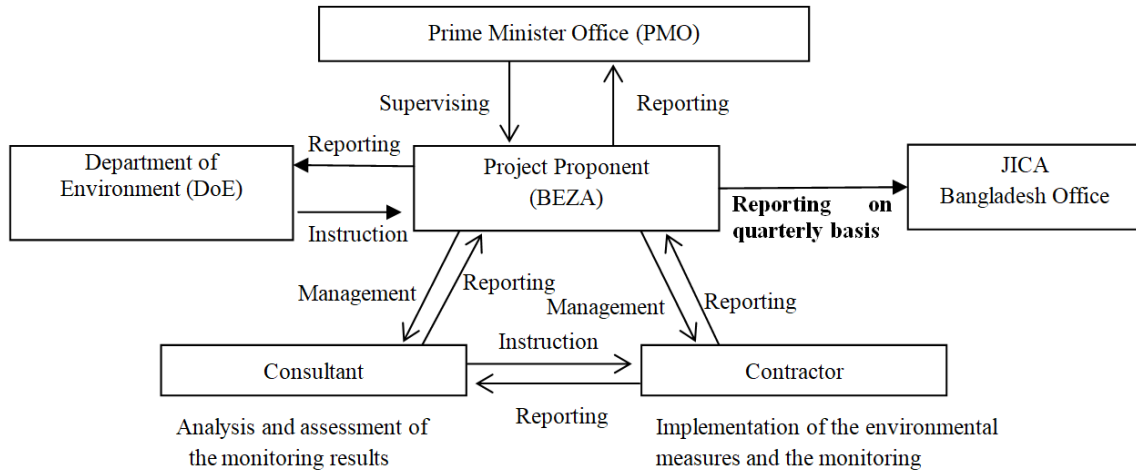 Prime Minister Office (PMO)
Supervising
Reporting
Reporting
Department of
Environment (DoE)
Project Proponent
(BEZA)
JICA
Bangladesh Office
Instruction
Reporting on
quarterly basis
Management
Reporting
Management
Reporting
Instruction
Consultant
Contractor
Reporting
Analysis and assessment of
the monitoring results
Implementation of the environmental
measures and the monitoring